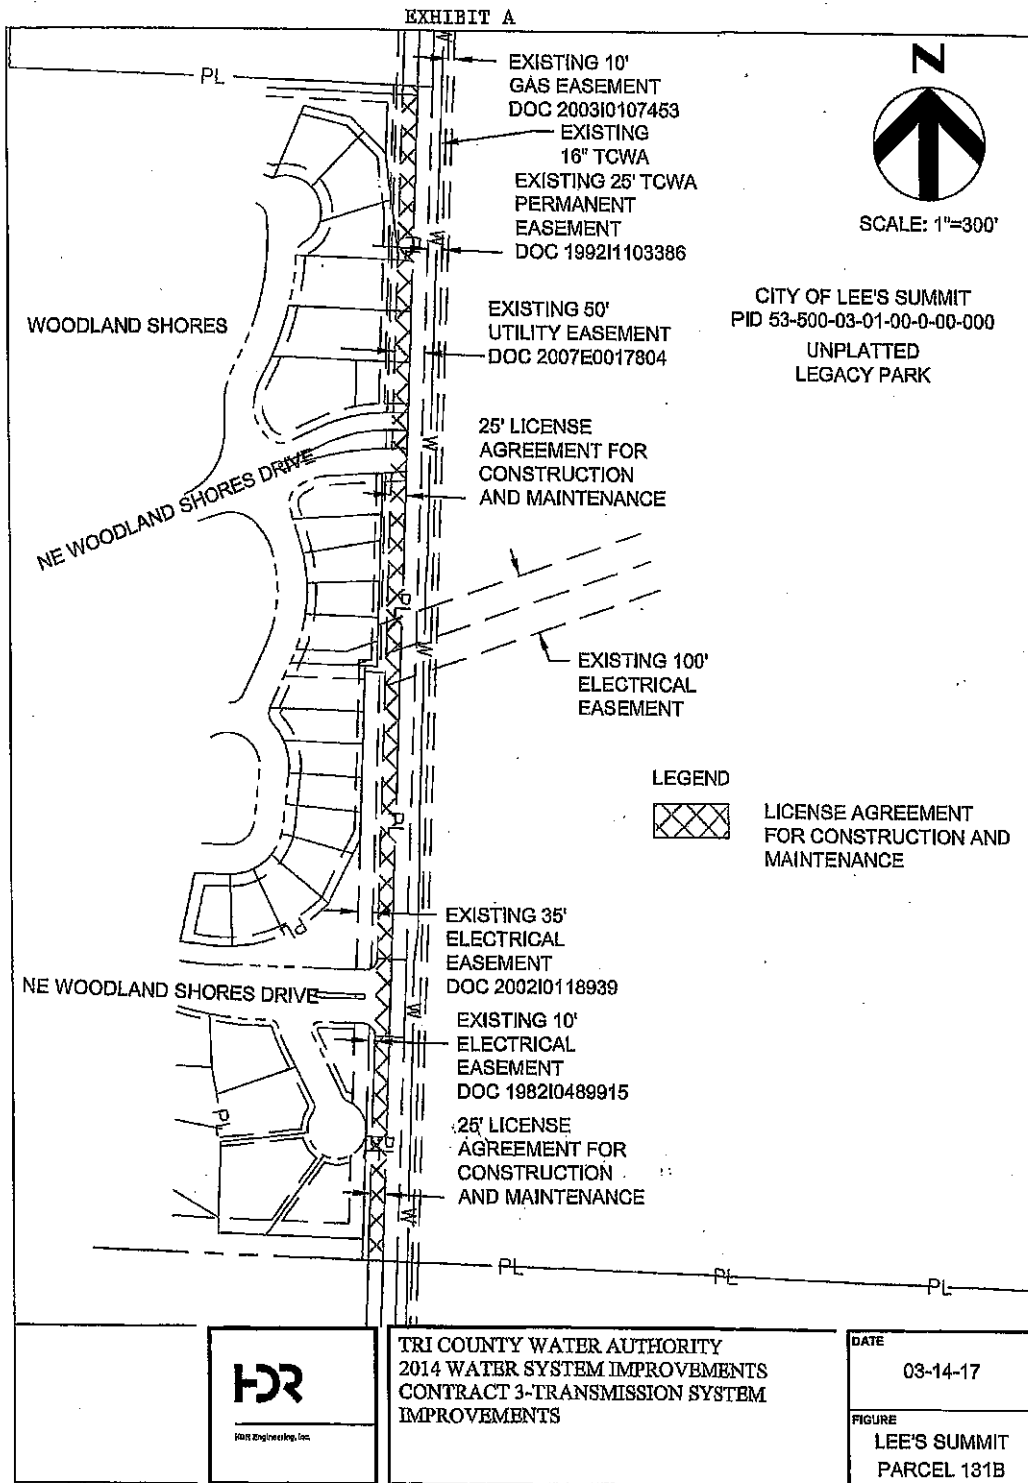 EXHIBIT A
PL
W
EXISTING 10'
GAS EASEMENT
DOC 2003I0107453
EXISTING
16" TCWA
EXISTING 25' TCWA
PERMANENT
EASEMENT
DOC 1992I1103386
N
SCALE: 1"=300'
W
PL
CITY OF LEE'S SUMMIT
PID 53-500-03-01-00-0-00-000
UNPLATTED
LEGACY PARK
WOODLAND SHORES
EXISTING 50'
UTILITY EASEMENT
DOC 2007E0017804
25' LICENSE
AGREEMENT FOR
CONSTRUCTION
AND MAINTENANCE
W
NE WOODLAND SHORES DRIVE
PL
W
EXISTING 100'
ELECTRICAL
EASEMENT
LEGEND
LICENSE AGREEMENT
FOR CONSTRUCTION AND
MAINTENANCE
PL
W
PL
EXISTING 35'
ELECTRICAL
EASEMENT
DOC 2002I0118939
NE WOODLAND SHORES DRIVE
W
EXISTING 10'
ELECTRICAL
EASEMENT
DOC 1982I0489915
PL
PL
25' LICENSE
AGREEMENT FOR
CONSTRUCTION
AND MAINTENANCE
W
PL
PL
PL
HDR
HDR Engineering, Inc.
TRI COUNTY WATER AUTHORITY
2014 WATER SYSTEM IMPROVEMENTS
CONTRACT 3-TRANSMISSION SYSTEM
IMPROVEMENTS
DATE
03-14-17
FIGURE
LEE'S SUMMIT
PARCEL 131B